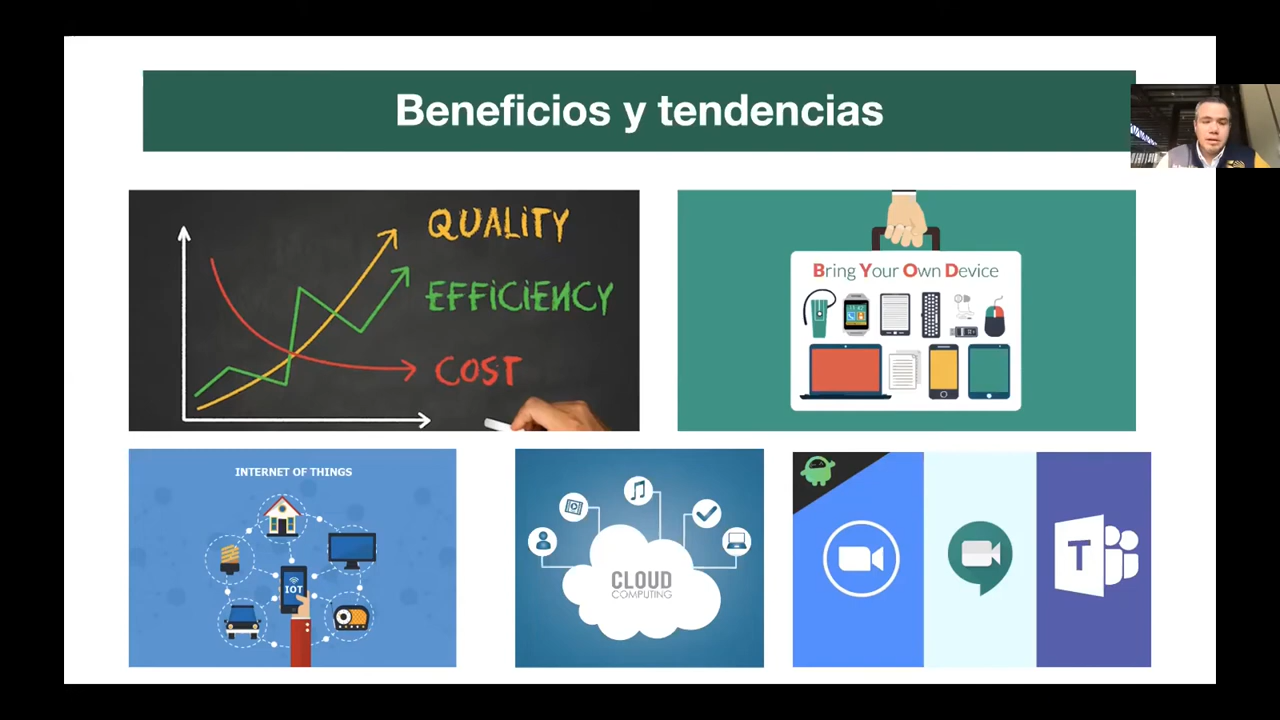 Beneficios y tendencias
QUALITY
EFFICIENCY
COST
Bring Your Own Device
INTERNET OF THINGS
IOT
CLOUD
COMPUTING
T